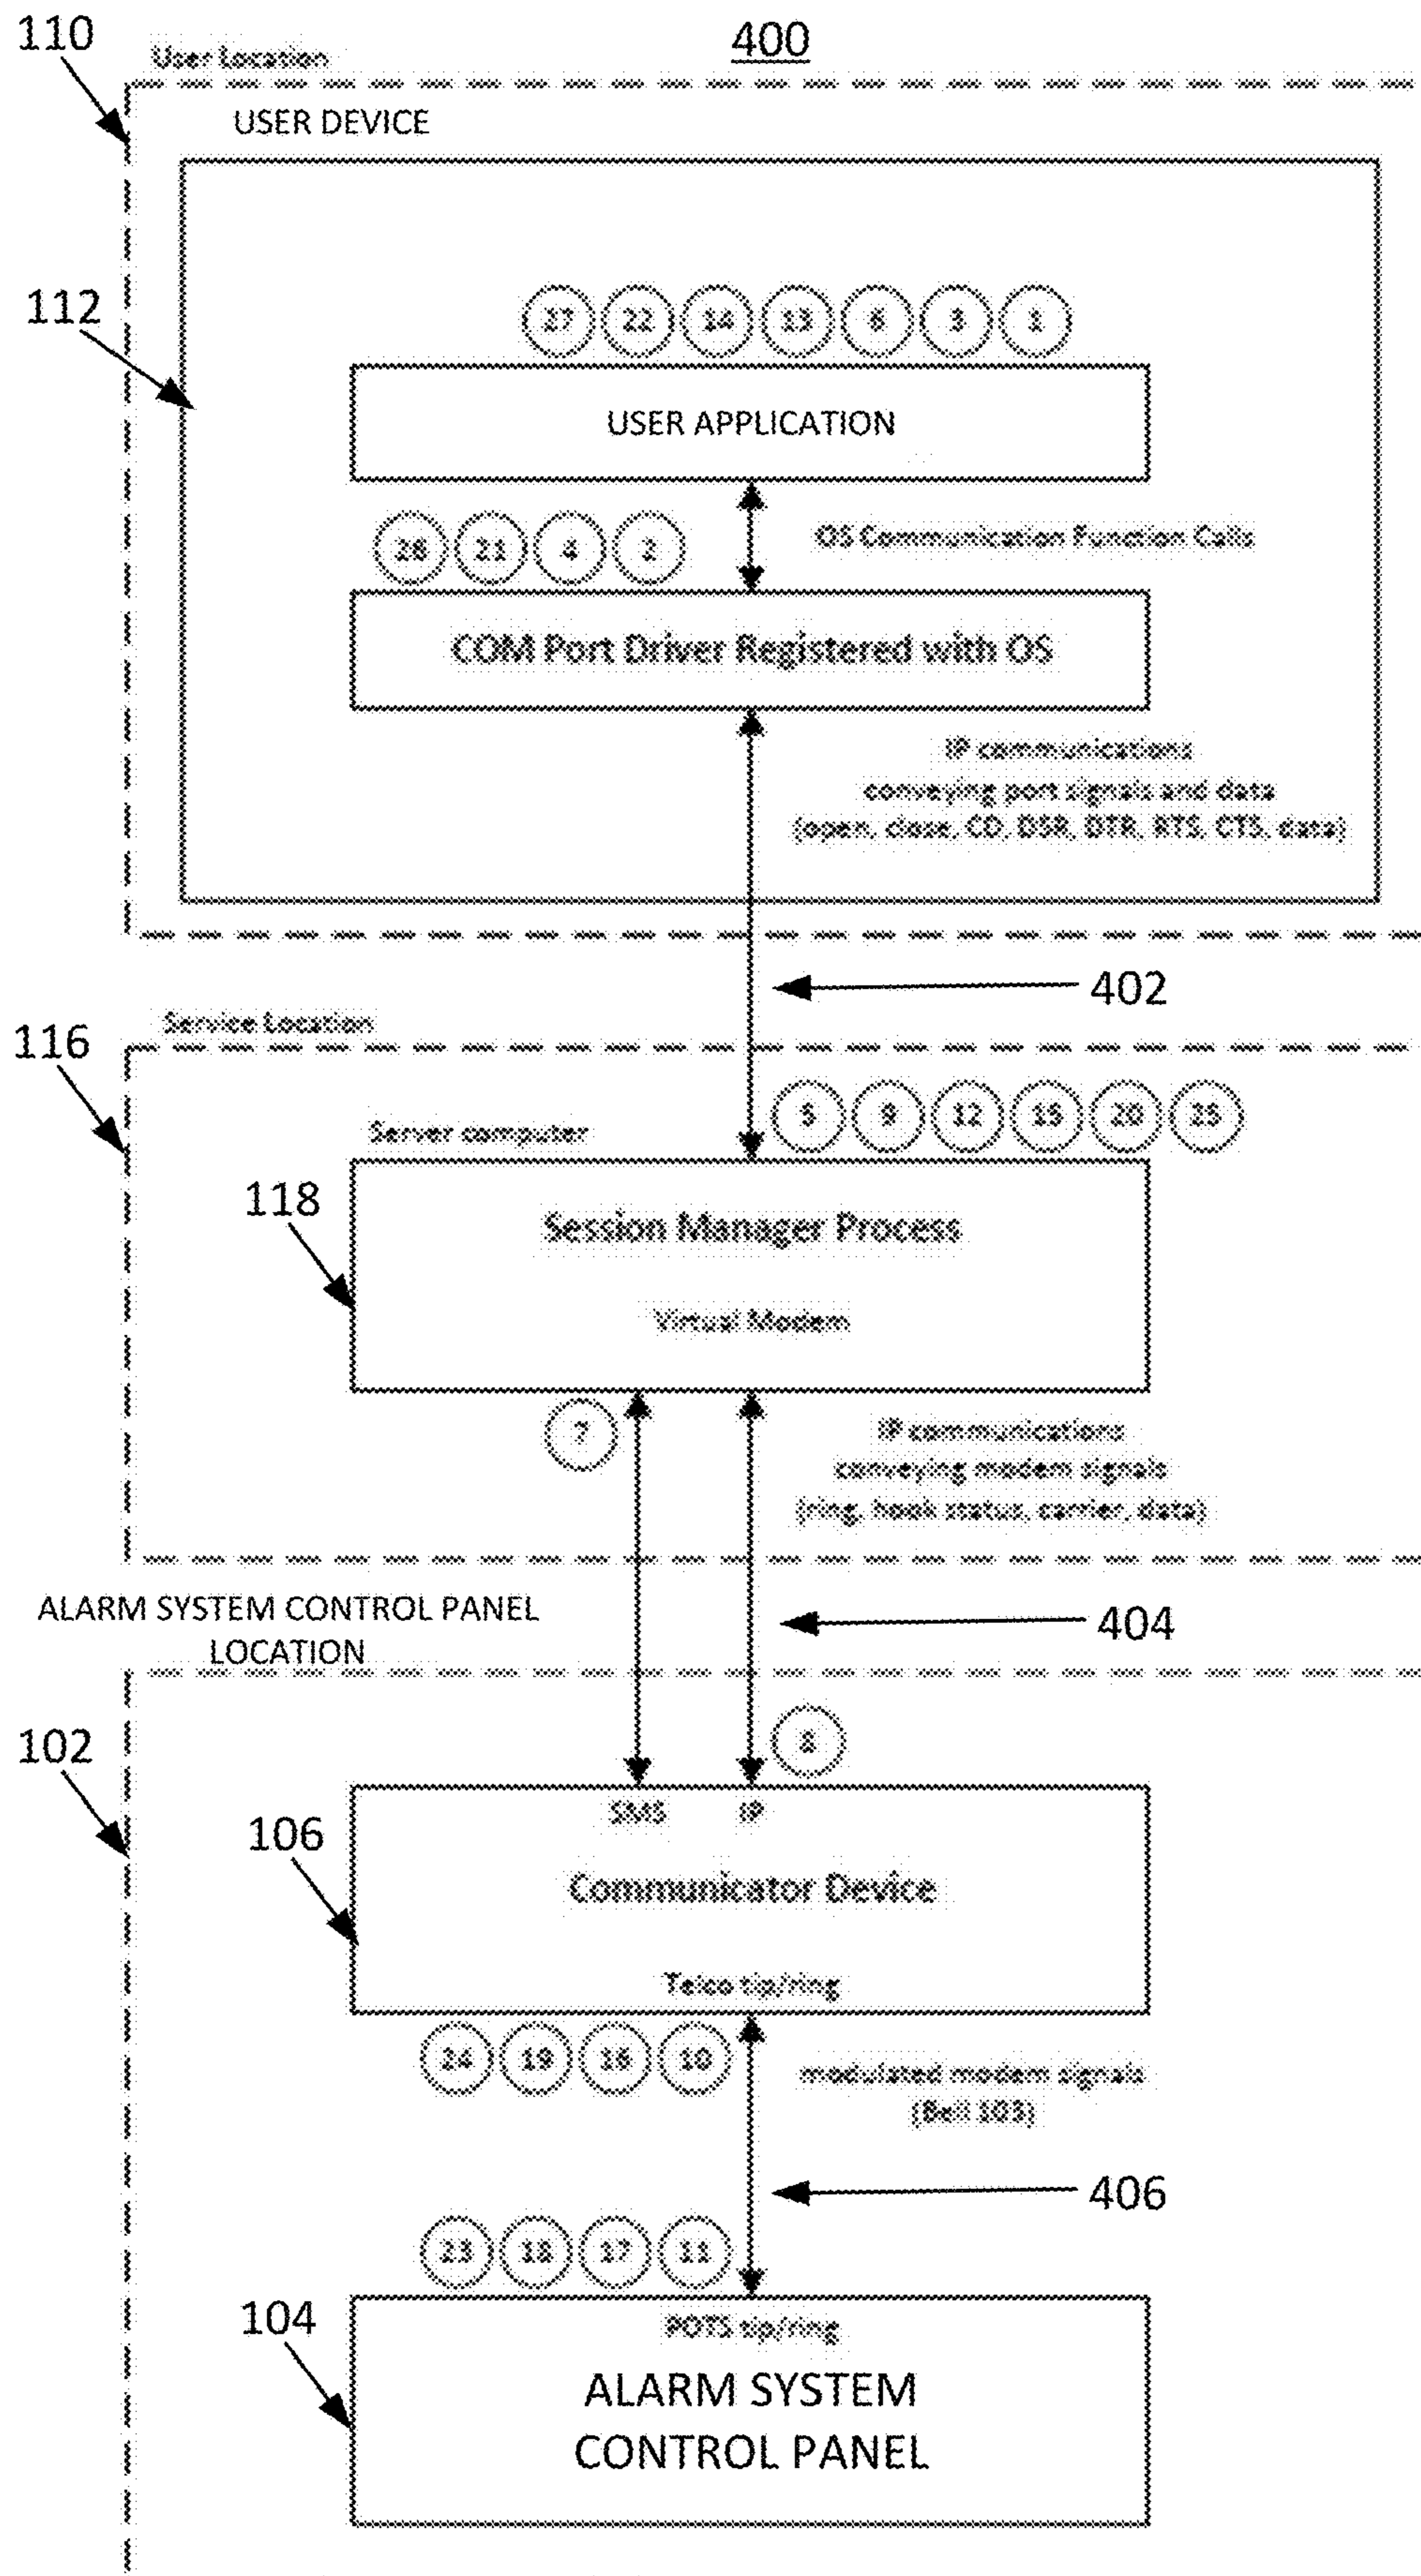 110
400
User Location
USER DEVICE
112
27 22 14 13 6 3 1
USER APPLICATION
26 21 4 2
OS Communication Function Calls
COM Port Driver Registered with OS
IP communications
conveying port signals and data
(open, close, CD, DSR, DTR, RTS, CTS, data)
402
Service Location
116
5 9 12 15 20 25
Server computer
118
Session Manager Process
Virtual Modem
7
IP communications
conveying modem signals
(ring, hook status, carrier, data)
ALARM SYSTEM CONTROL PANEL
LOCATION
404
102
8
SMS IP
106
Communicator Device
Telco tip/ring
24 19 16 10
modulated modem signals
(Bell 103)
406
23 18 17 11
104
POTS tip/ring
ALARM SYSTEM
CONTROL PANEL